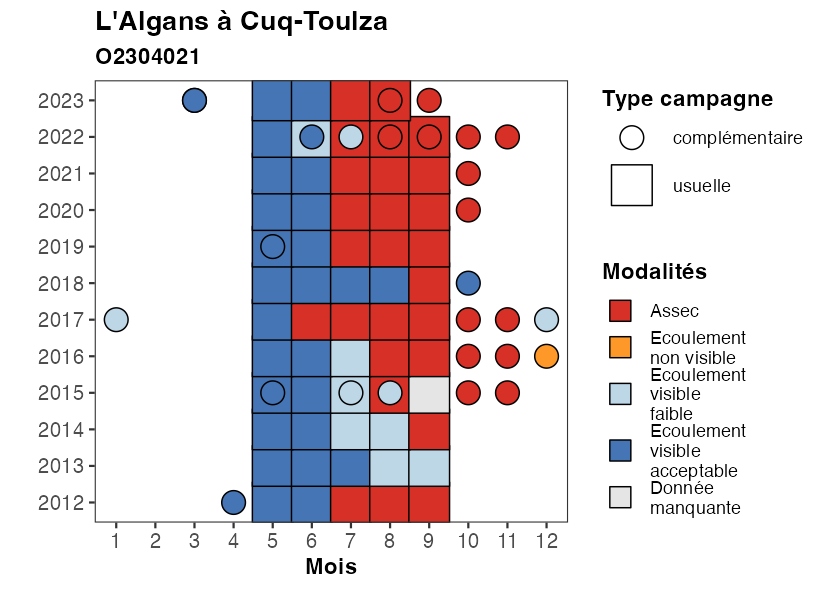 L'Algans à Cuq-Toulza
O2304021
2023
2022
2021
2020
2019
2018
2017
2016
2015
2014
2013
2012
1 2 3 4 5 6 7 8 9 10 11 12
Mois
Type campagne
complémentaire
usuelle
Modalités
Assec
Ecoulement
non visible
Ecoulement
visible
faible
Ecoulement
visible
acceptable
Donnée
manquante